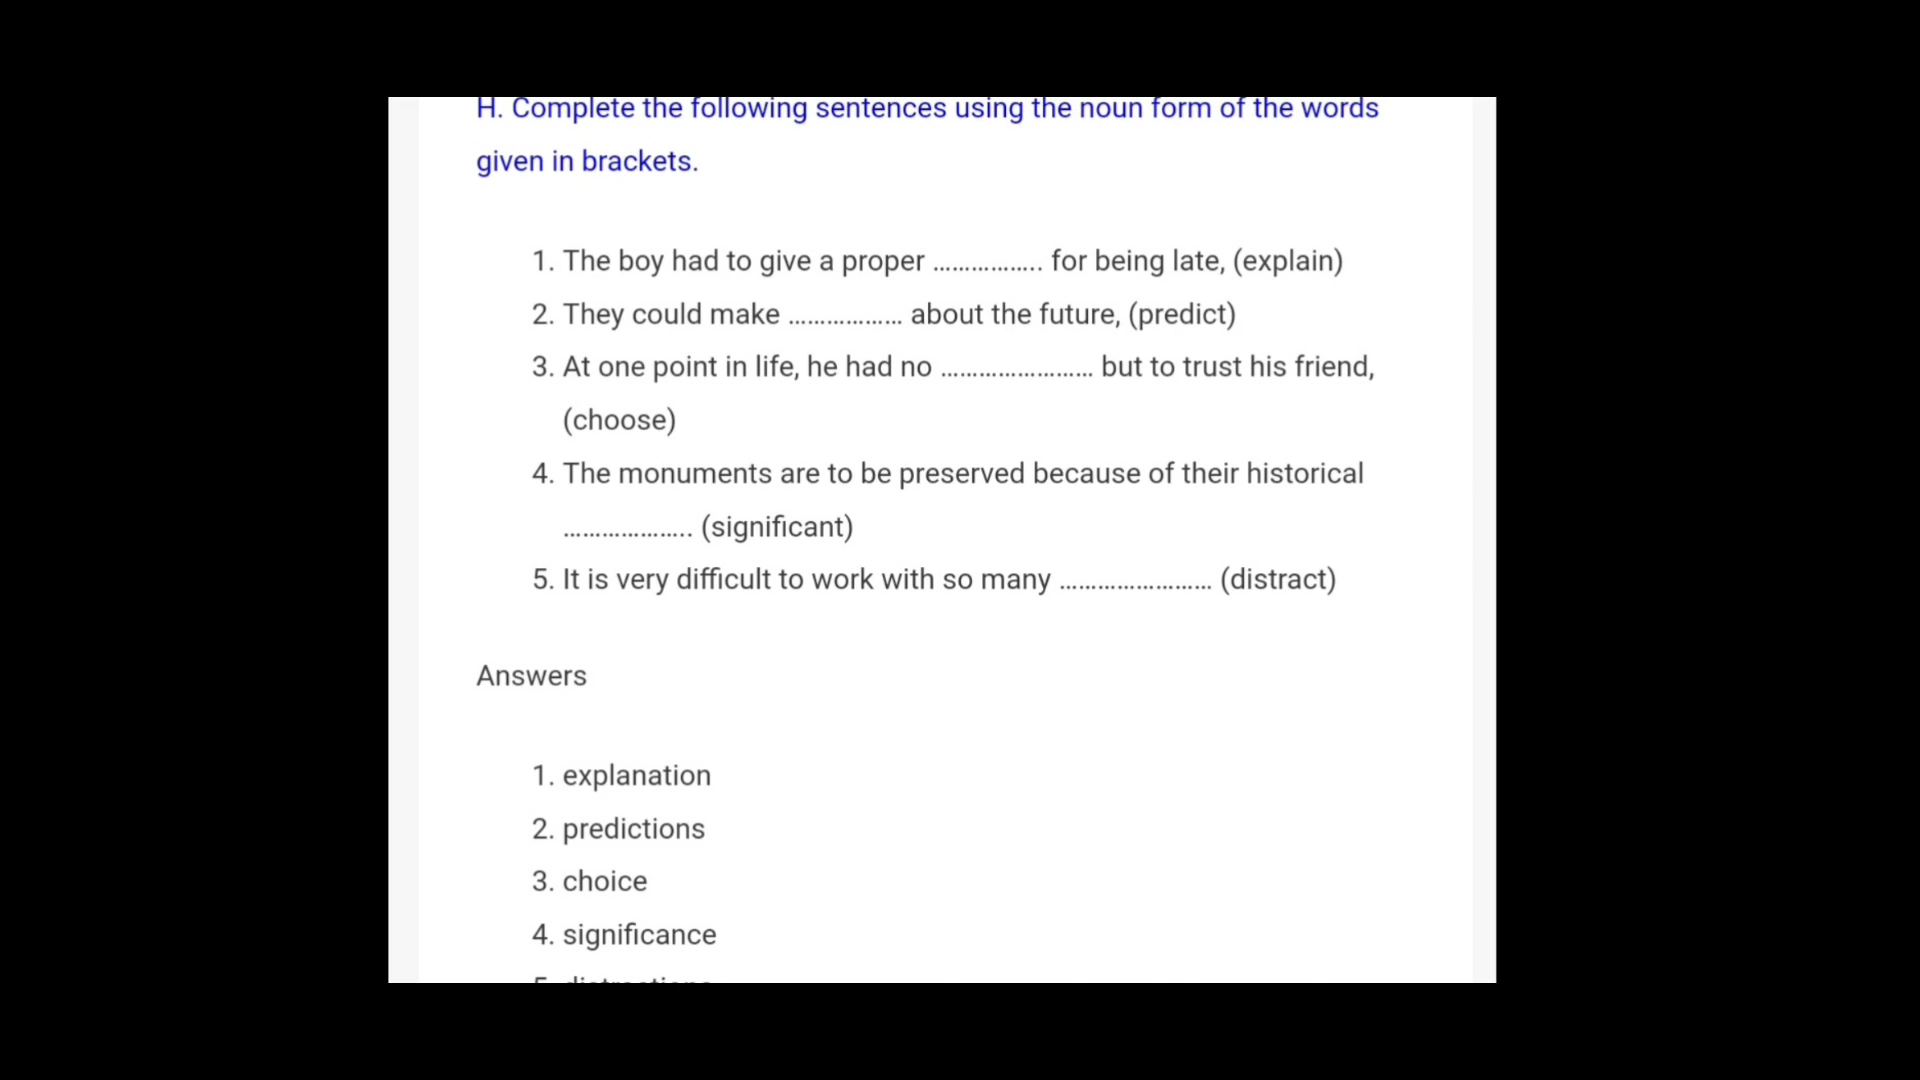 H. Complete the following sentences using the noun form of the words
given in brackets.
1. The boy had to give a proper …………….. for being late, (explain)
2. They could make ……………… about the future, (predict)
3. At one point in life, he had no …………………… but to trust his friend,
(choose)
4. The monuments are to be preserved because of their historical
……………….. (significant)
5. It is very difficult to work with so many …………………… (distract)
Answers
1. explanation
2. predictions
3. choice
4. significance
5. distractions